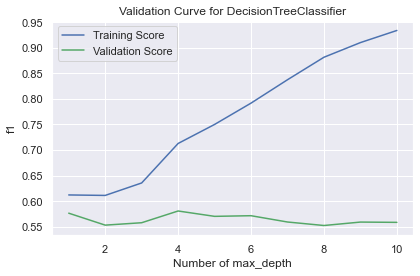 Validation Curve for DecisionTreeClassifier
Training Score
Validation Score
0.95
0.90
0.85
0.80
0.75
0.70
0.65
0.60
0.55
f1
2 4 6 8 10
Number of max_depth